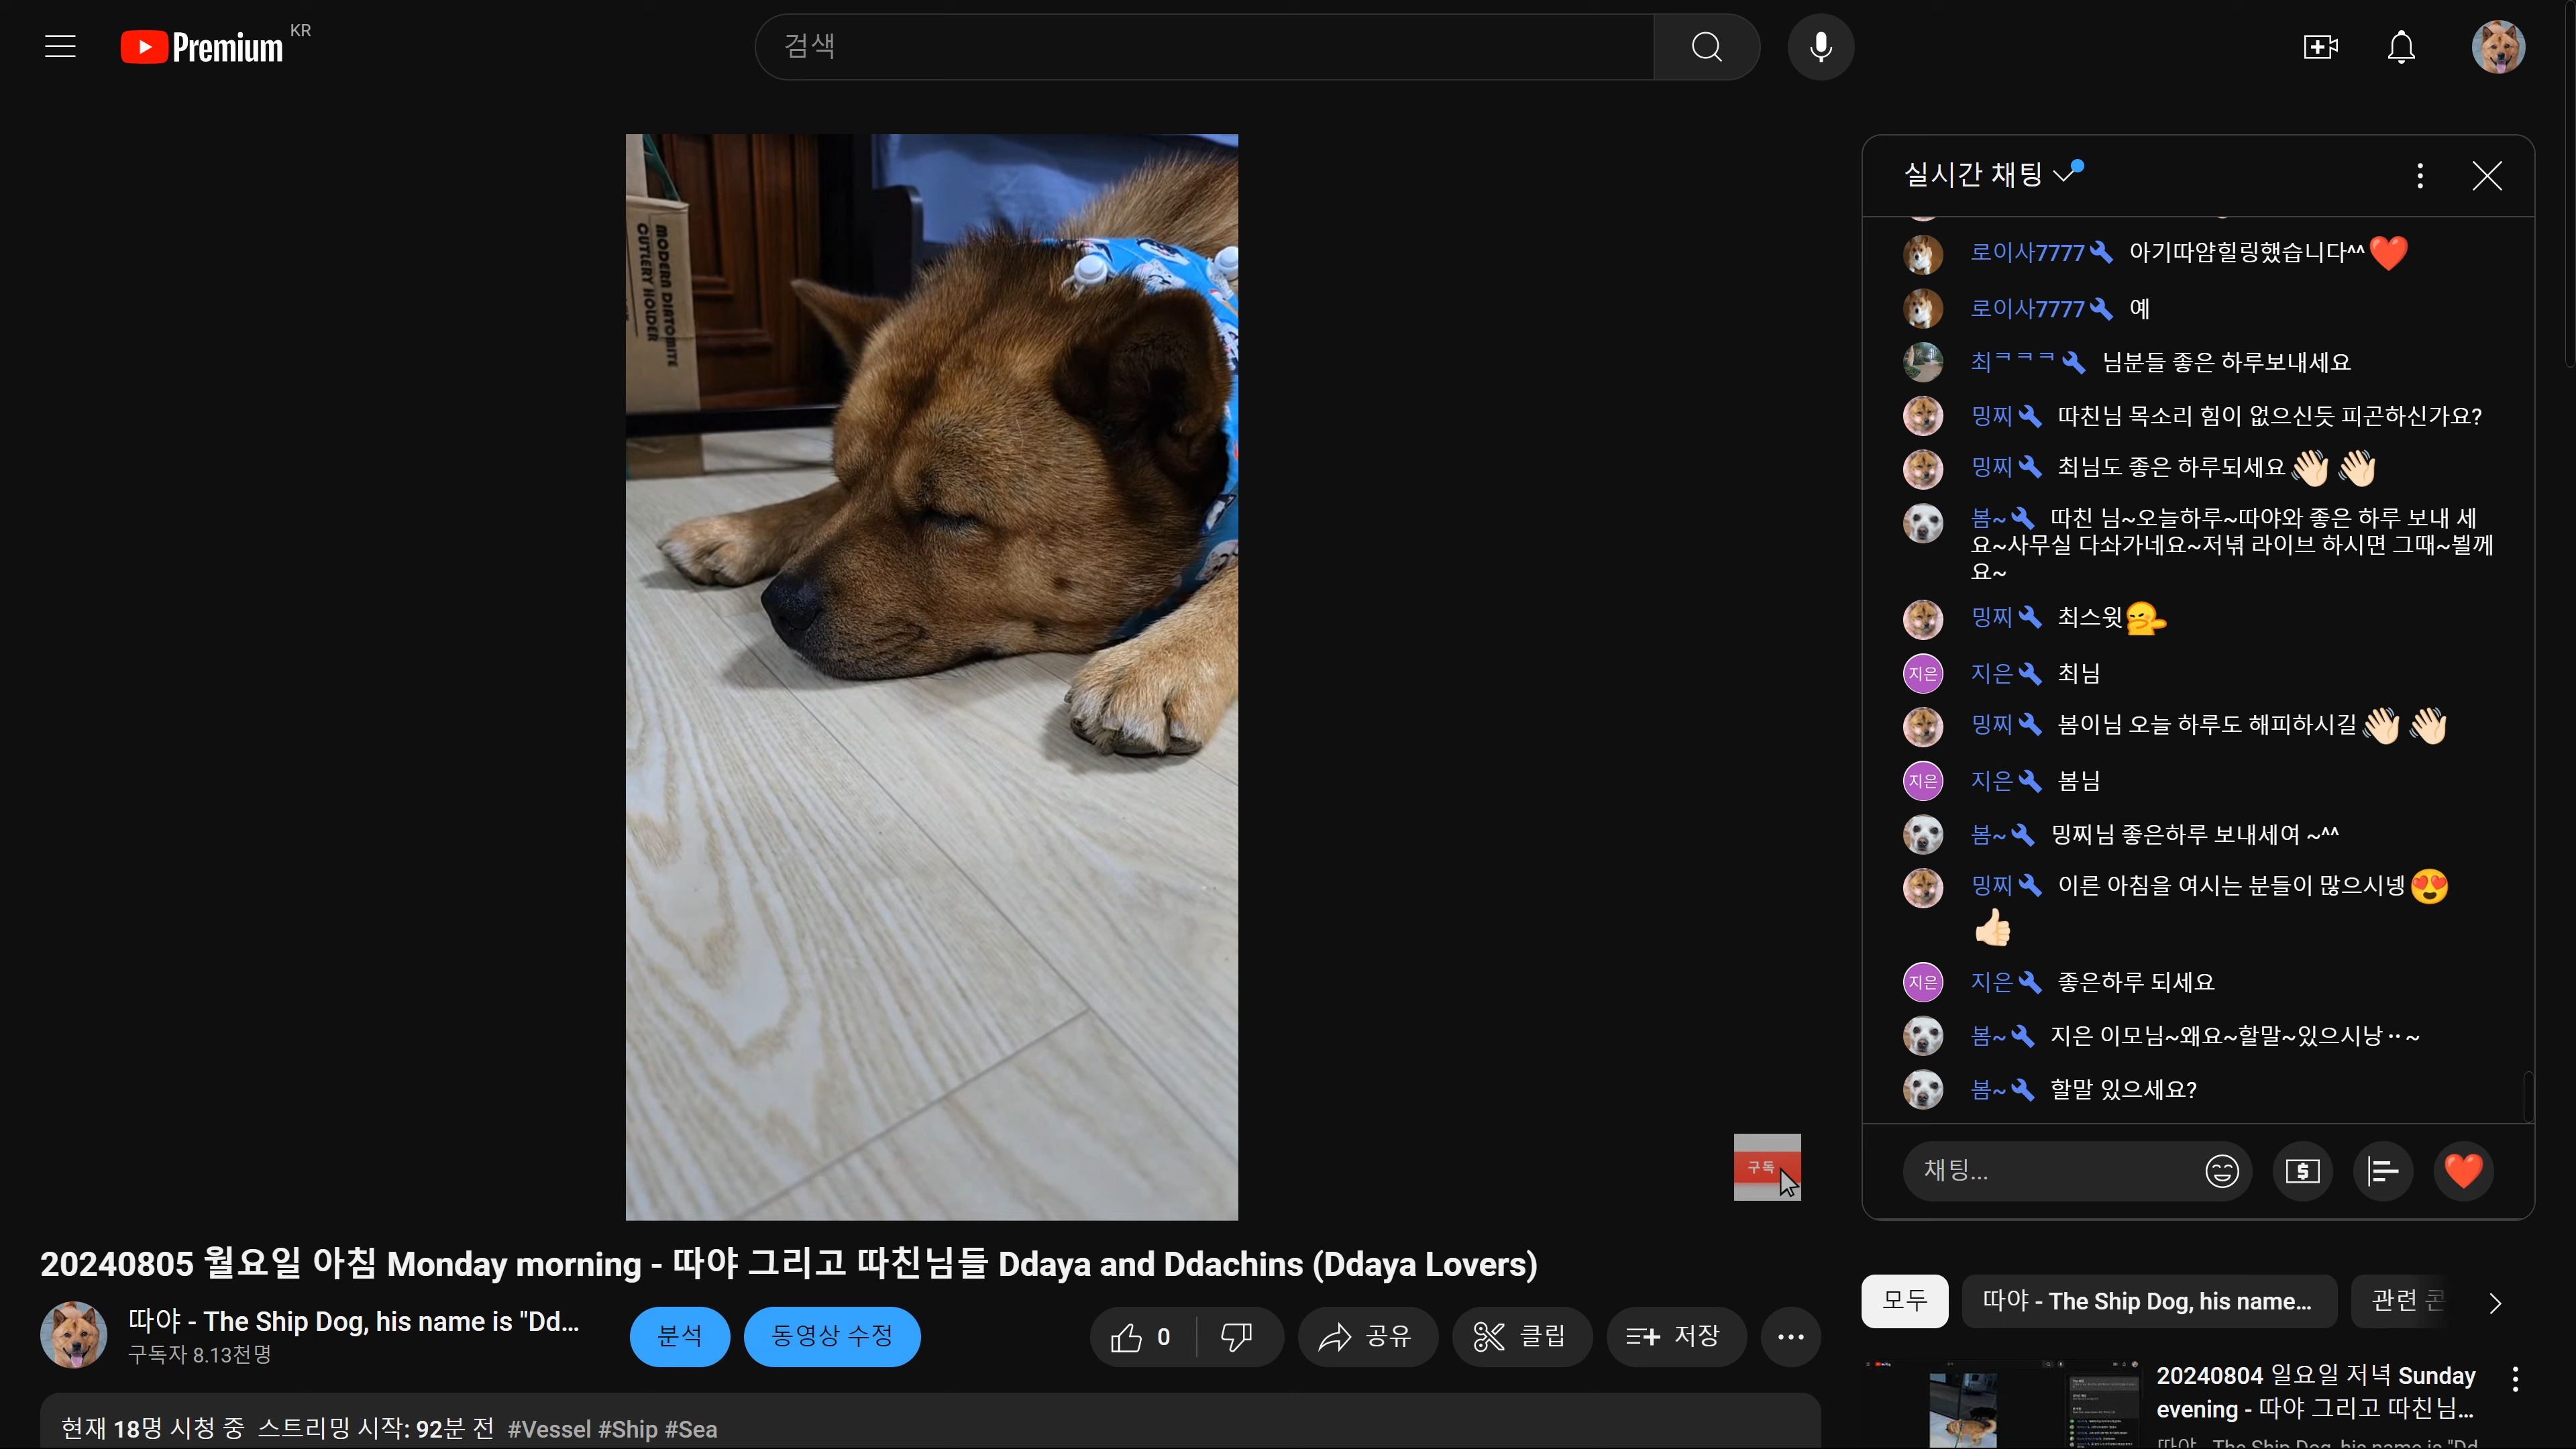 Premium KR
검색
MODERN DIATOMITE
OUTLERY HOLDER
구독
실시간 채팅
로이사7777 아기따얌힐링했습니다^^❤️
로이사7777 예
최ㅋㅋㅋ 님분들 좋은 하루보내세요
밍찌 따친님 목소리 힘이 없으신듯 피곤하신가요?
밍찌 최님도 좋은 하루되세요👋🏻👋🏻
봄~ 따친 님~오늘하루~따야와 좋은 하루 보내 세
요~사무실 다솨가네요~저녂 라이브 하시면 그때~뵐께
요~
밍찌 최스윗
지은 지은 최님
밍찌 봄이님 오늘 하루도 해피하시길👋🏻👋🏻
지은 지은 봄님
봄~ 밍찌님 좋은하루 보내세여 ~^^
밍찌 이른 아침을 여시는 분들이 많으시넹😍
👍🏻
지은 지은 좋은하루 되세요
봄~ 지은 이모님~왜요~할말~있으시낭··~
봄~ 할말 있으세요?
채팅...
20240805 월요일 아침 Monday morning - 따야 그리고 따친님들 Ddaya and Ddachins (Ddaya Lovers)
따야 - The Ship Dog, his name is "Dd...
구독자 8.13천명
분석 동영상 수정 0 공유 클립 저장
현재 18명 시청 중 스트리밍 시작: 92분 전 #Vessel #Ship #Sea
모두 따야 - The Ship Dog, his name... 관련
20240804 일요일 저녁 Sunday
evening - 따야 그리고 따친님...